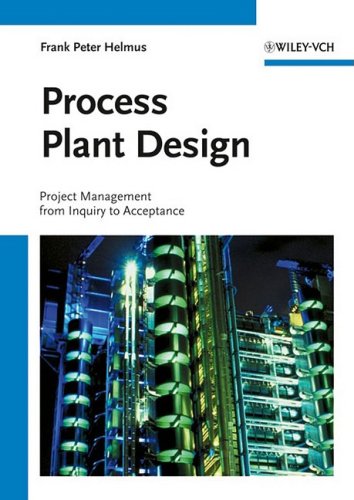 Frank Peter Helmus
WILEY-VCH
Process
Plant Design
Project Management
from Inquiry to Acceptance